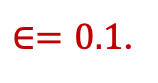 ∈= 0.1.